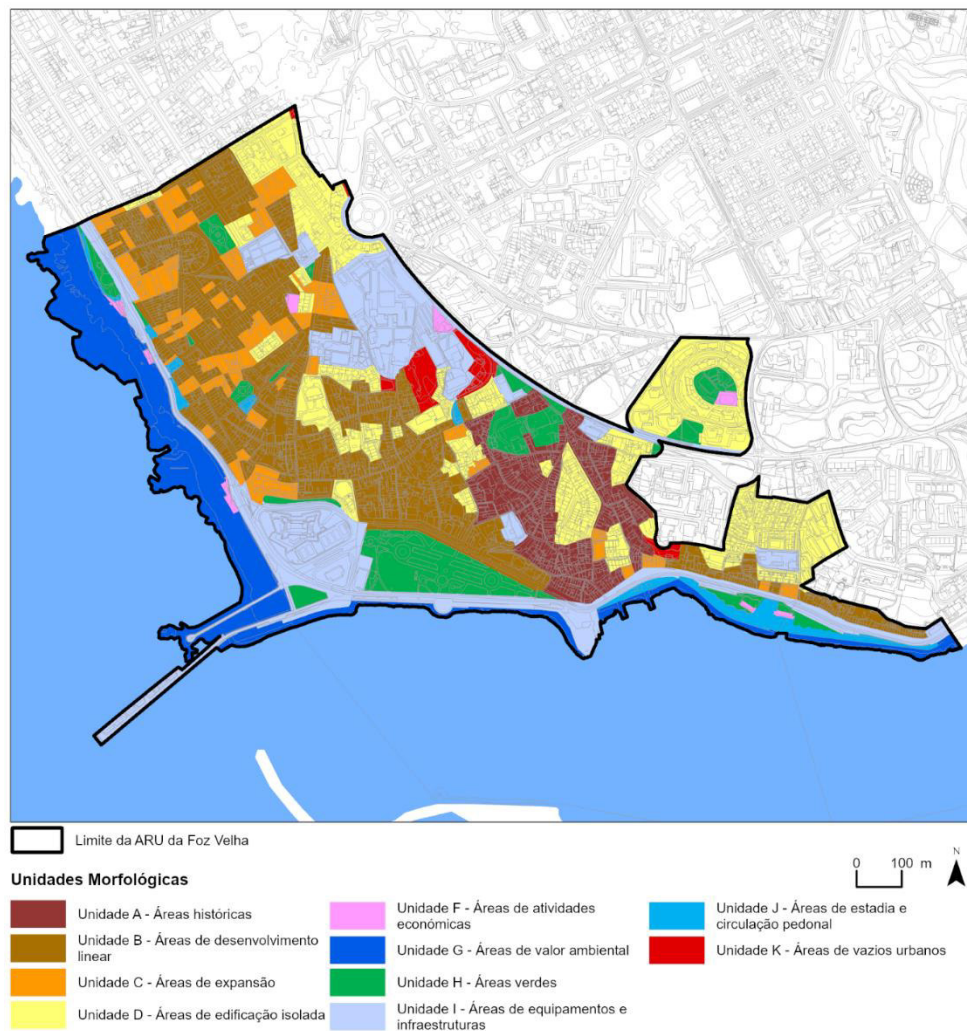 Limite da ARU da Foz Velha
N
0 100 m
Unidades Morfológicas
Unidade A - Áreas históricas
Unidade B - Áreas de desenvolvimento
linear
Unidade C - Áreas de expansão
Unidade D - Áreas de edificação isolada
Unidade F - Áreas de atividades
económicas
Unidade G - Áreas de valor ambiental
Unidade H - Áreas verdes
Unidade I - Áreas de equipamentos e
infraestruturas
Unidade J - Áreas de estadia e
circulação pedonal
Unidade K - Áreas de vazios urbanos